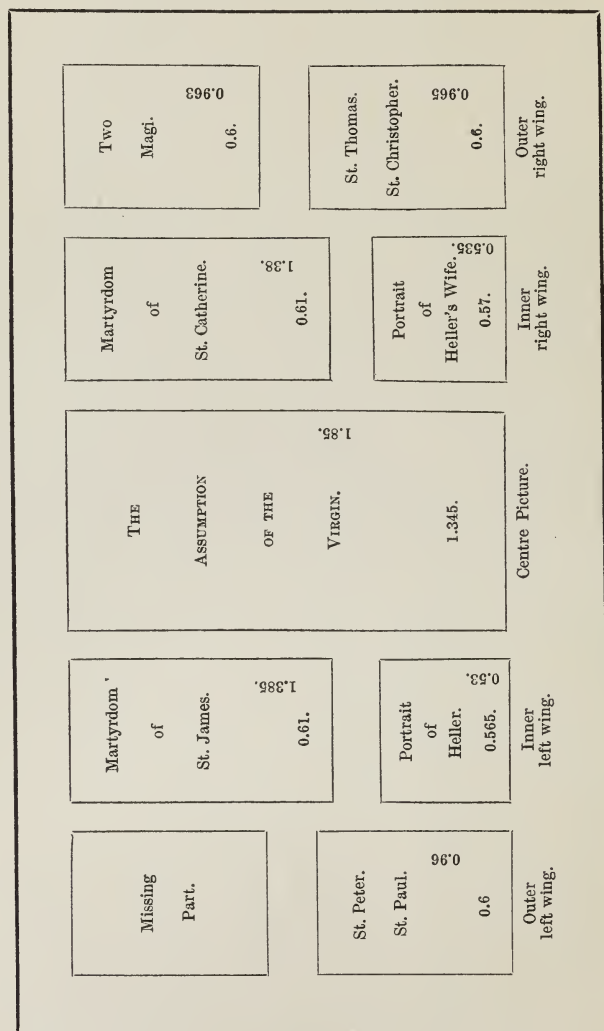 Missing
Part.
St. Peter.
St. Paul.
0.96
0.6
Outer
left wing.
Martyrdom
of
St. James.
1.385.
0.61.
Portrait
of
Heller.
0.53.
0.565.
Inner
left wing.
THE
ASSUMPTION
OF THE
VIRGIN.
1.85.
1.345.
Centre Picture.
Martyrdom
of
St. Catherine.
1.38.
0.61.
Portrait
of
Heller's Wife.
0.535.
0.57.
Inner
right wing.
Two
Magi.
0.963
0.6.
St. Thomas.
St. Christopher.
0.965
0.6.
Outer
right wing.